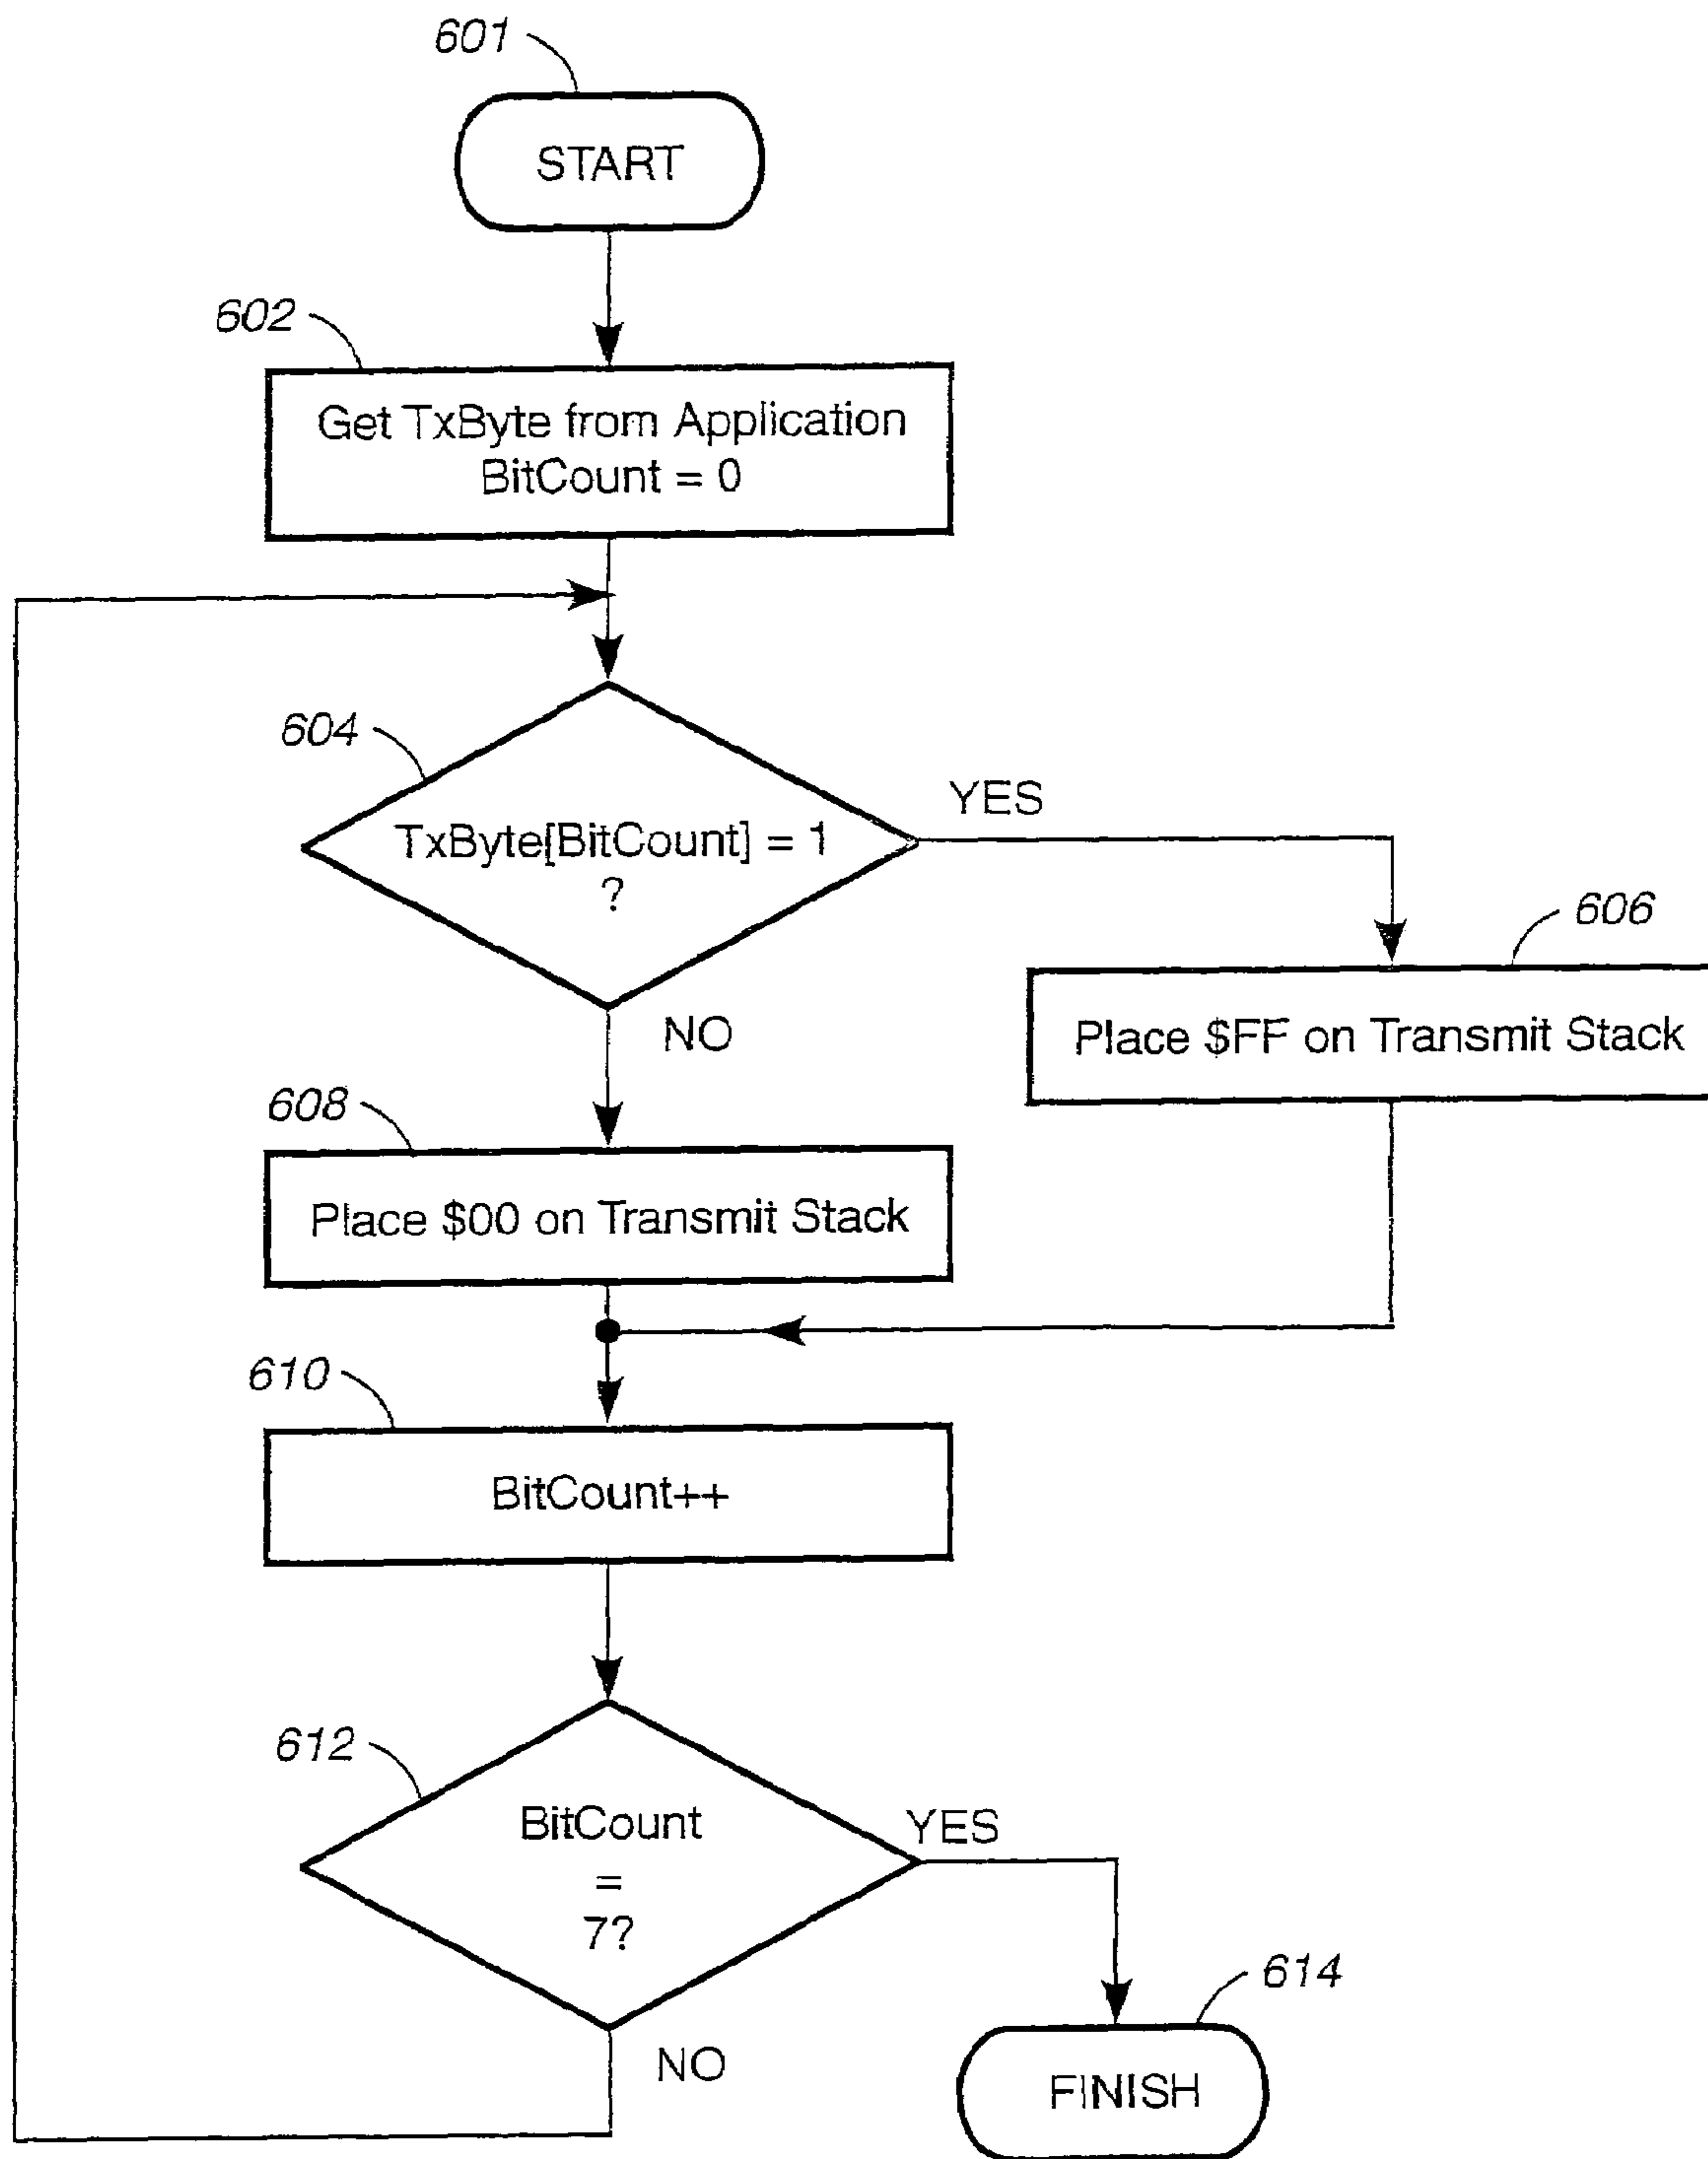 601
START
602
Get TxByte from Application
BitCount = 0
604
TxByte[BitCount] = 1
?
YES
606
Place $FF on Transmit Stack
NO
608
Place $00 on Transmit Stack
610
BitCount++
612
BitCount
=
7?
YES
614
FINISH
NO